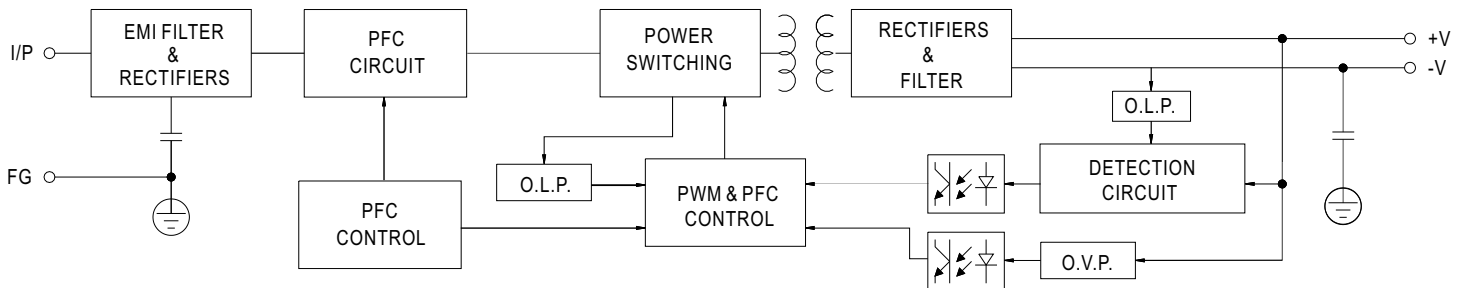 I/P
EMI FILTER
&
RECTIFIERS
PFC
CIRCUIT
POWER
SWITCHING
RECTIFIERS
&
FILTER
+V
-V
O.L.P.
FG
O.L.P.
PFC
CONTROL
PWM & PFC
CONTROL
DETECTION
CIRCUIT
O.V.P.